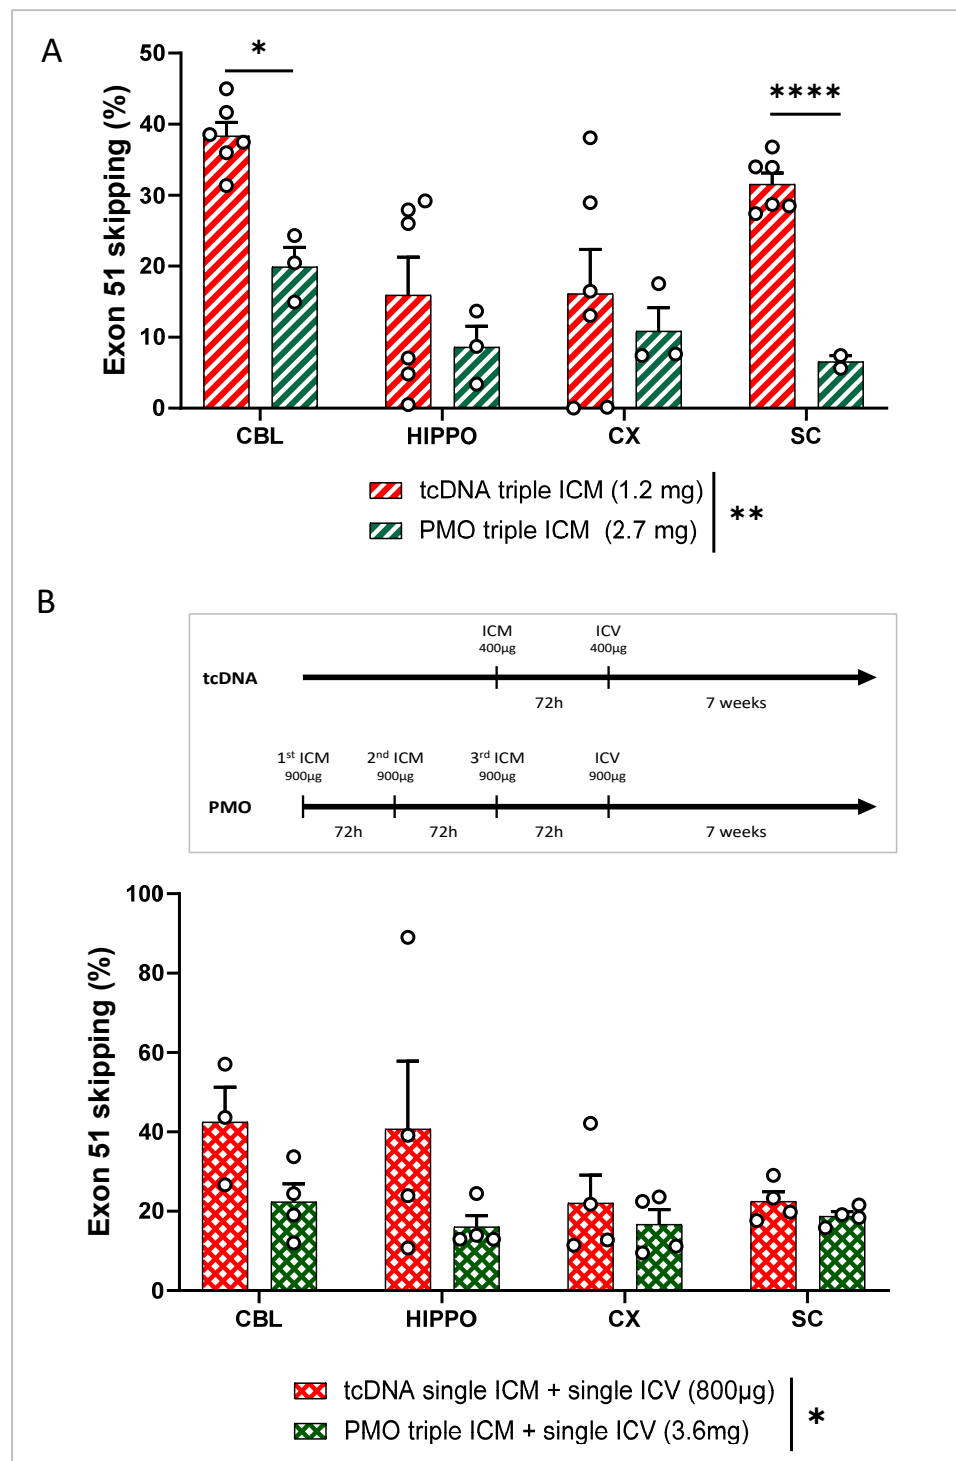 A
*
****
50
40
30
20
10
0
Exon 51 skipping (%)
CBL HIPPO CX SC
tcDNA triple ICM (1.2 mg)
PMO triple ICM (2.7 mg)
**
B
ICM ICV
400µg 400µg
tcDNA
72h 7 weeks
1st ICM 2nd ICM 3rd ICM ICV
900µg 900µg 900µg 900µg
PMO
72h 72h 72h 7 weeks
100
80
60
40
20
0
Exon 51 skipping (%)
CBL HIPPO CX SC
tcDNA single ICM + single ICV (800µg)
PMO triple ICM + single ICV (3.6mg)
*